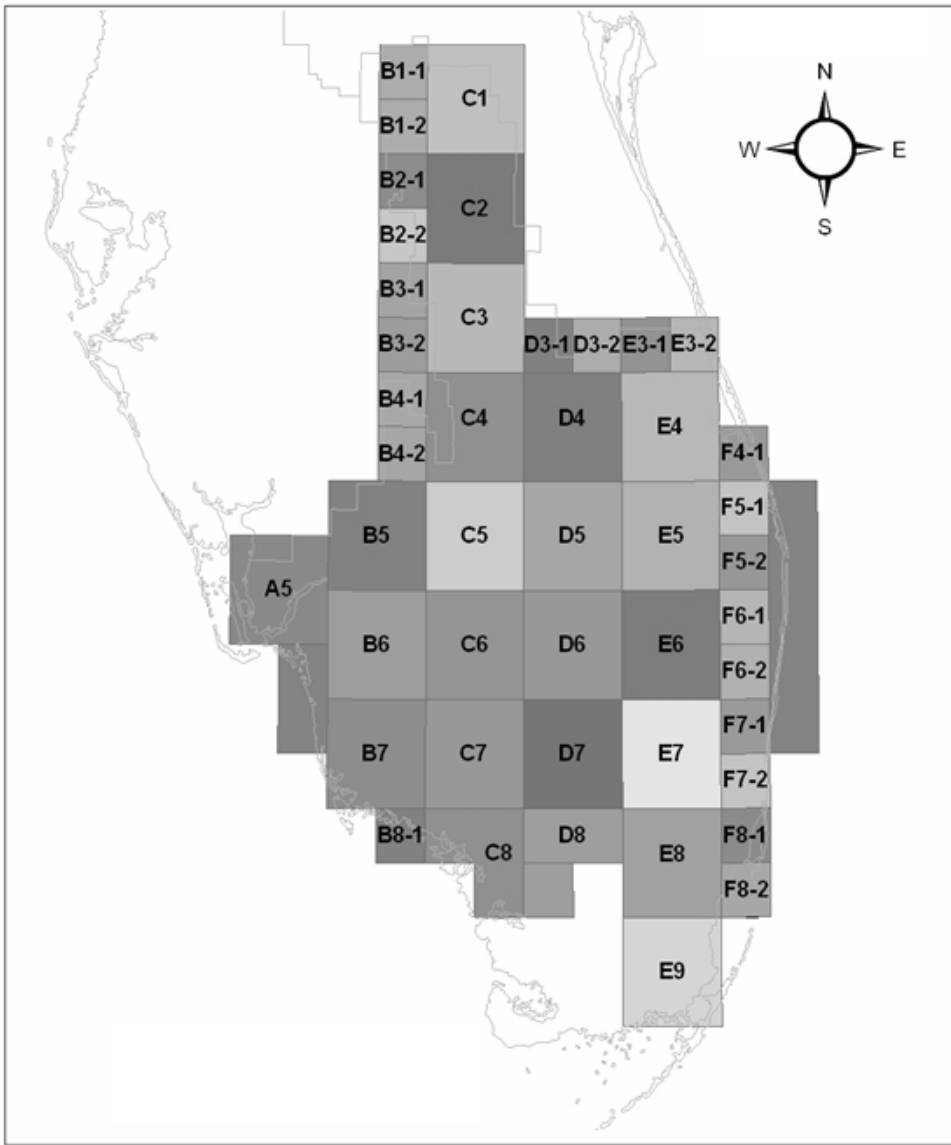 B1-1
C1
N
B1-2
W E
B2-1
C2
S
B2-2
B3-1
C3
B3-2
D3-1 D3-2 E3-1 E3-2
B4-1
C4 D4 E4
F4-1
B4-2
F5-1
B5 C5 D5 E5
F5-2
A5
F6-1
B6 C6 D6 E6
F6-2
F7-1
B7 C7 D7 E7
F7-2
B8-1 D8 F8-1
C8 E8
F8-2
E9